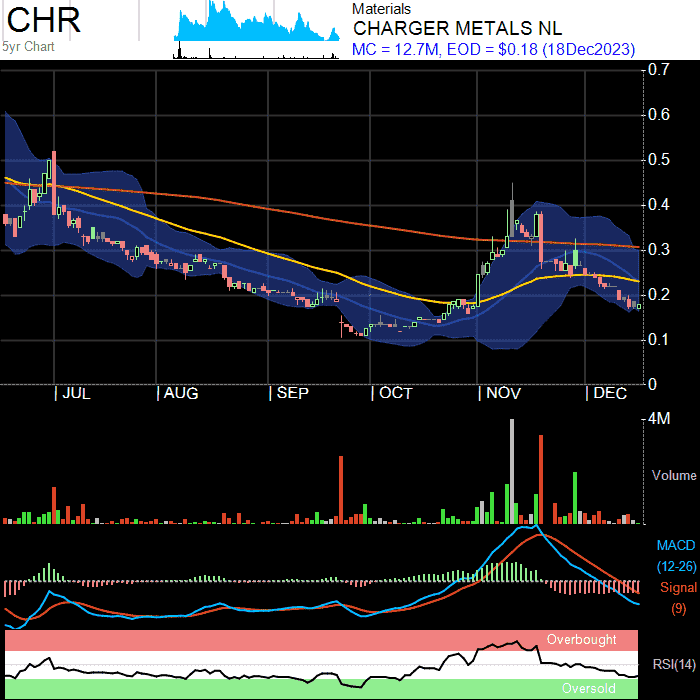 CHR
5yr Chart
Materials
CHARGER METALS NL
MC = 12.7M, EOD = $0.18 (18Dec2023)
0.7
0.6
0.5
0.4
0.3
0.2
0.1
0
JUL AUG SEP OCT NOV DEC
4M
Volume
MACD
(12-26)
Signal
(9)
Overbought
RSI(14)
Oversold